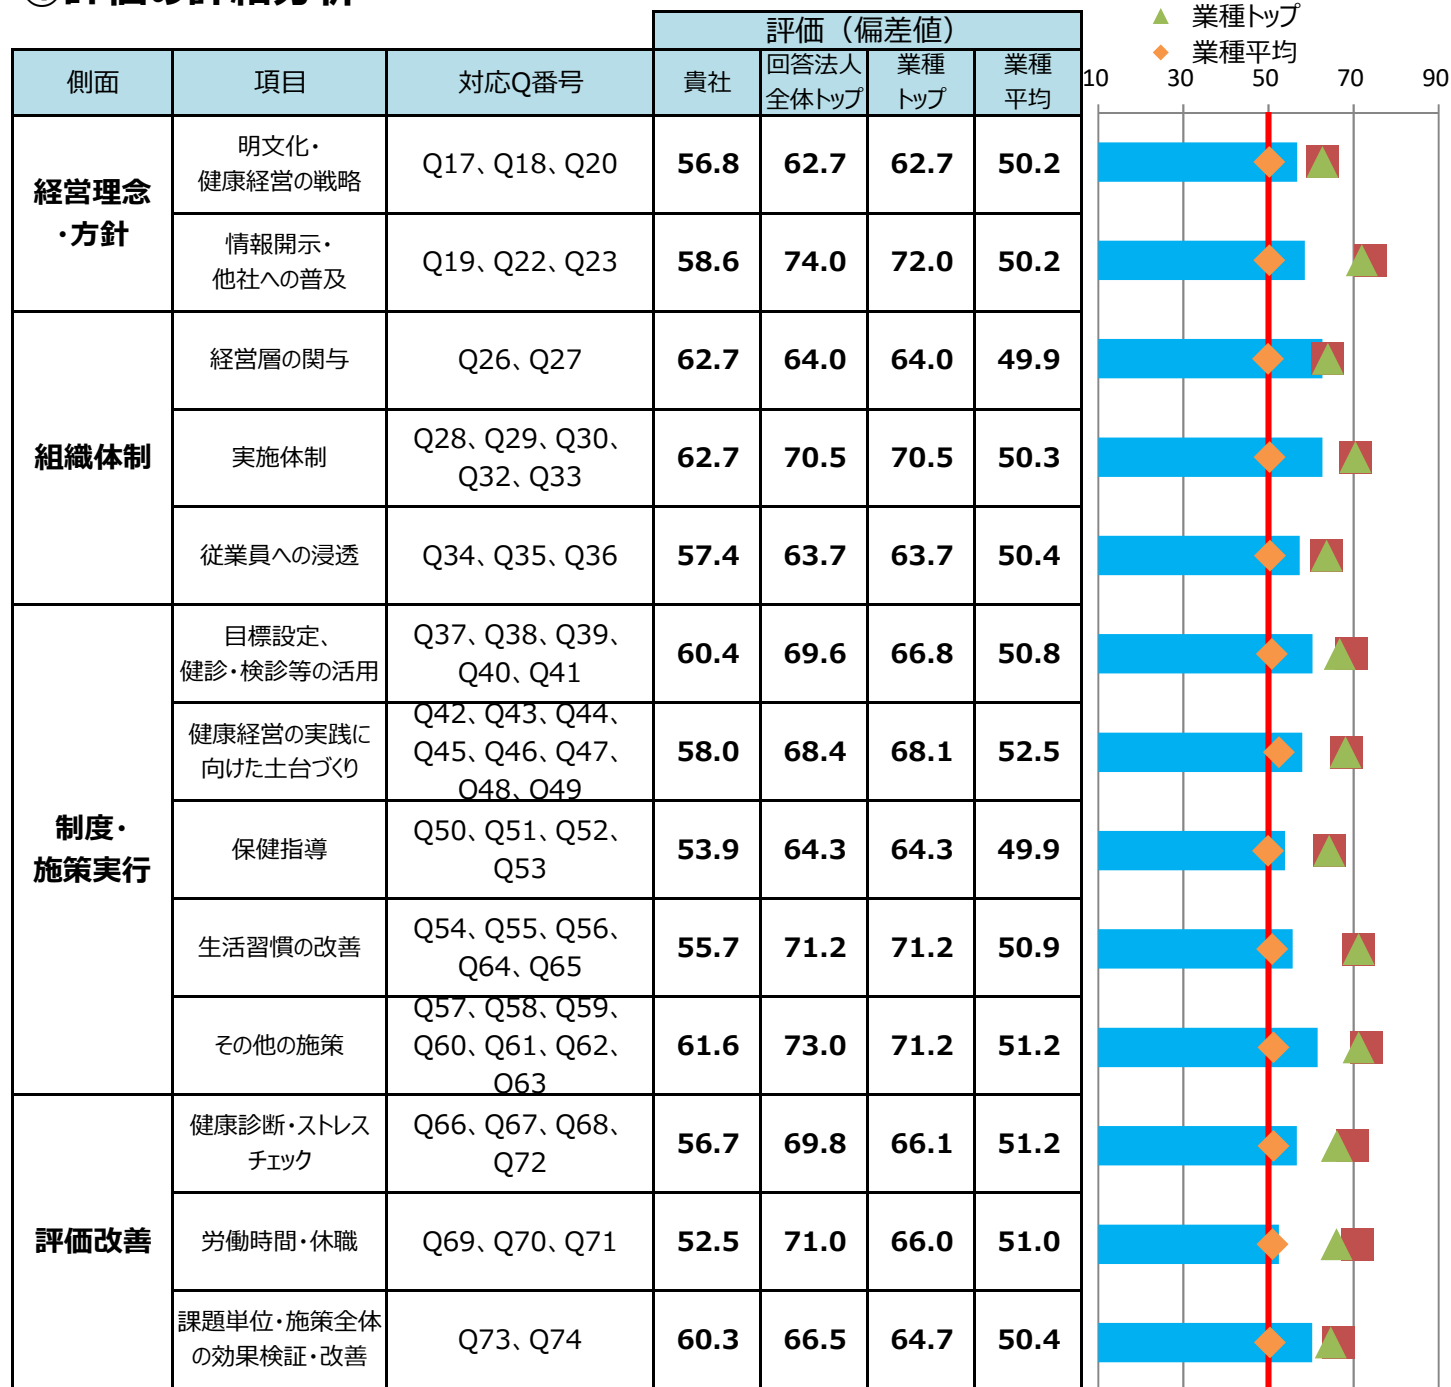 ①評価の詳細分析
業種トップ
業種平均
評価（偏差値）
側面 項目 対応Q番号 貴社 回答法人全体トップ 業種トップ 業種平均
10 30 50 70 90
経営理念・方針
明文化・健康経営の戦略 Q17、Q18、Q20 56.8 62.7 62.7 50.2
情報開示・他社への普及 Q19、Q22、Q23 58.6 74.0 72.0 50.2
組織体制
経営層の関与 Q26、Q27 62.7 64.0 64.0 49.9
実施体制 Q28、Q29、Q30、Q32、Q33 62.7 70.5 70.5 50.3
従業員への浸透 Q34、Q35、Q36 57.4 63.7 63.7 50.4
制度・施策実行
目標設定、健診・検診等の活用 Q37、Q38、Q39、Q40、Q41 60.4 69.6 66.8 50.8
健康経営の実践に向けた土台づくり Q42、Q43、Q44、Q45、Q46、Q47、Q48、Q49 58.0 68.4 68.1 52.5
保健指導 Q50、Q51、Q52、Q53 53.9 64.3 64.3 49.9
生活習慣の改善 Q54、Q55、Q56、Q64、Q65 55.7 71.2 71.2 50.9
その他の施策 Q57、Q58、Q59、Q60、Q61、Q62、Q63 61.6 73.0 71.2 51.2
評価改善
健康診断・ストレスチェック Q66、Q67、Q68、Q72 56.7 69.8 66.1 51.2
労働時間・休職 Q69、Q70、Q71 52.5 71.0 66.0 51.0
課題単位・施策全体の効果検証・改善 Q73、Q74 60.3 66.5 64.7 50.4